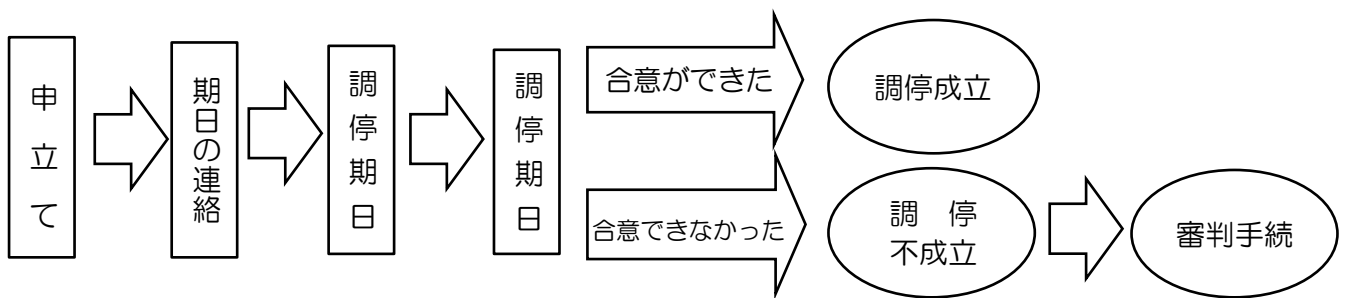 申立て
期日の連絡
調停期日
調停期日
合意ができた
調停成立
合意できなかった
調　停
不成立
審判手続